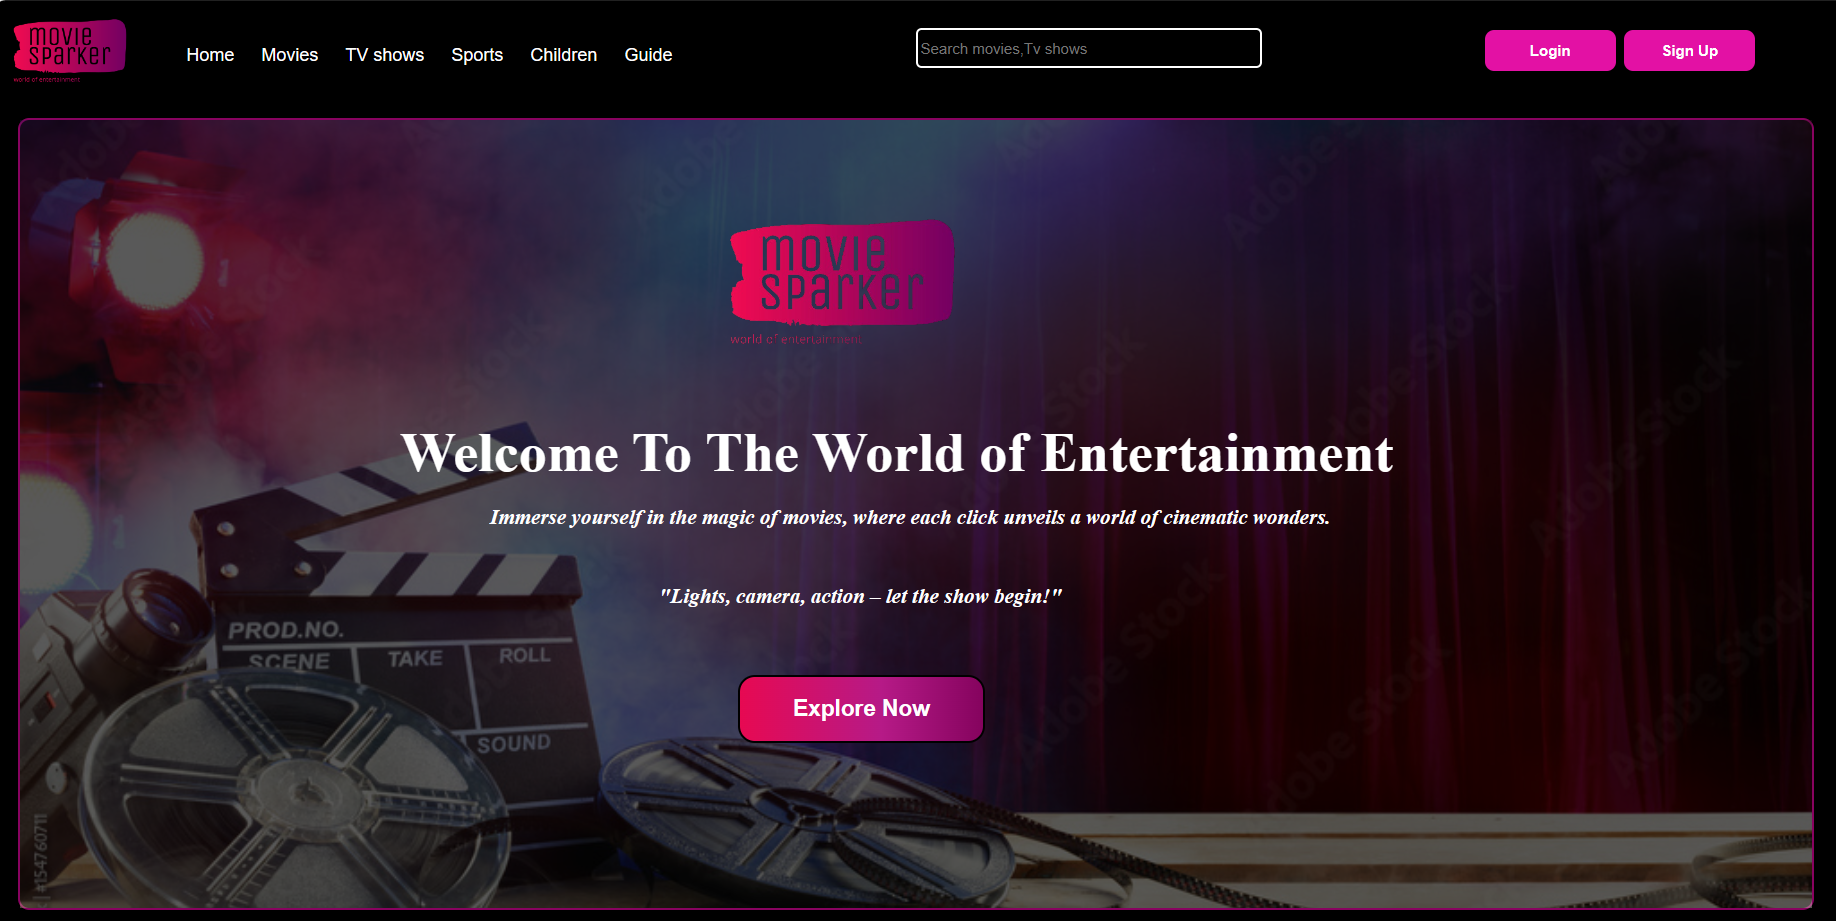 movie
sparker
world of entertainment
Home
Movies
TV shows
Sports
Children
Guide
Search movies,Tv shows
Login
Sign Up
movie
sparker
world of entertainment
Welcome To The World of Entertainment
Immerse yourself in the magic of movies, where each click unveils a world of cinematic wonders.
"Lights, camera, action – let the show begin!"
Explore Now
PROD.NO.
SCENE
TAKE
ROLL
SOUND
Adobe Stock
#154760711